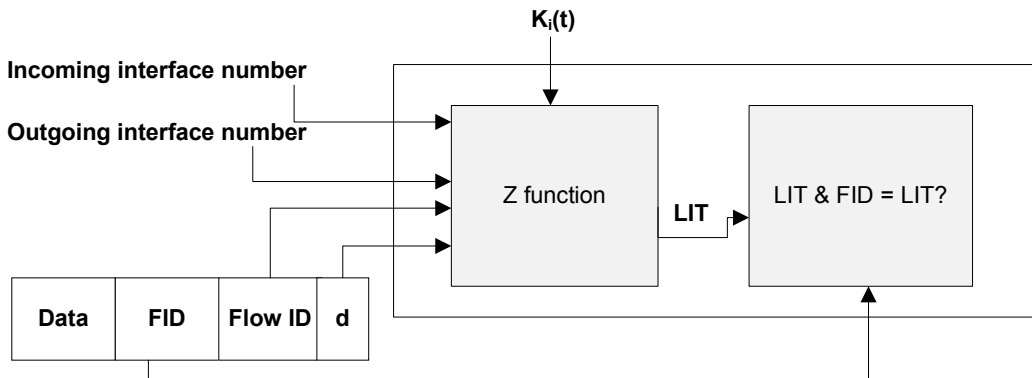 Kᵢ(t)
Incoming interface number
Outgoing interface number
Z function
LIT
LIT & FID = LIT?
Data
FID
Flow ID
d